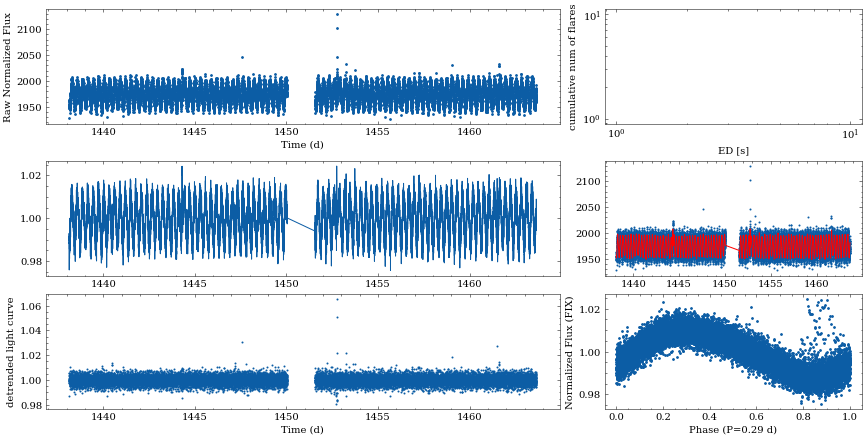 Raw Normalized Flux
2100
2050
2000
1950
1440 1445 1450 1455 1460
Time (d)
cumulative num of flares
10¹
10⁰
10⁰ 10¹
ED [s]
1.02
1.00
0.98
1440 1445 1450 1455 1460
2100
2050
2000
1950
1440 1445 1450 1455 1460
detrended light curve
1.06
1.04
1.02
1.00
0.98
1440 1445 1450 1455 1460
Time (d)
Normalized Flux (FIX)
1.02
1.00
0.98
0.0 0.2 0.4 0.6 0.8 1.0
Phase (P=0.29 d)